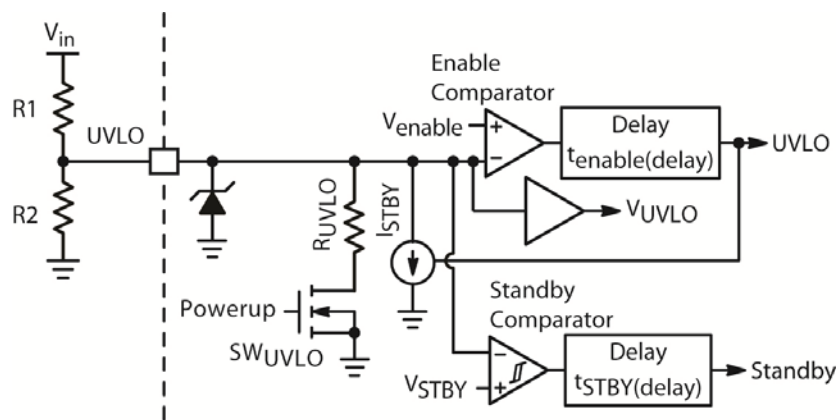 Vin
R1
UVLO
R2
Enable
Comparator
Venable
+
−
Delay
tenable(delay)
UVLO
VUVLO
RUVLO
ISTBY
Powerup
SWUVLO
Standby
Comparator
−
VSTBY
+
Delay
tSTBY(delay)
Standby